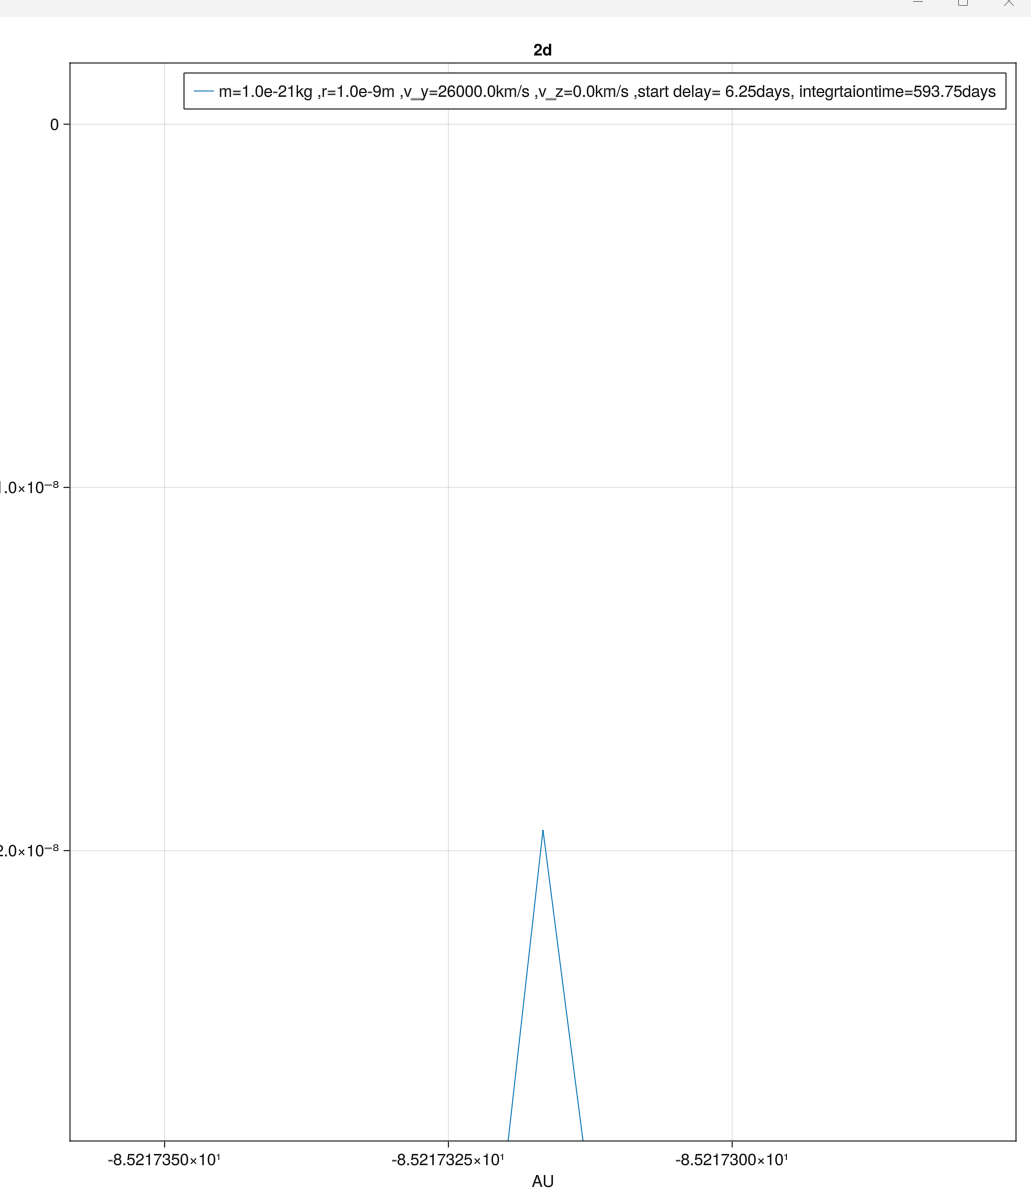 2d
m=1.0e-21kg ,r=1.0e-9m ,v_y=26000.0km/s ,v_z=0.0km/s ,start delay= 6.25days, integrtaiontime=593.75days
0
.0×10⁻⁸
2.0×10⁻⁸
-8.5217350×10¹ -8.5217325×10¹ -8.5217300×10¹
AU